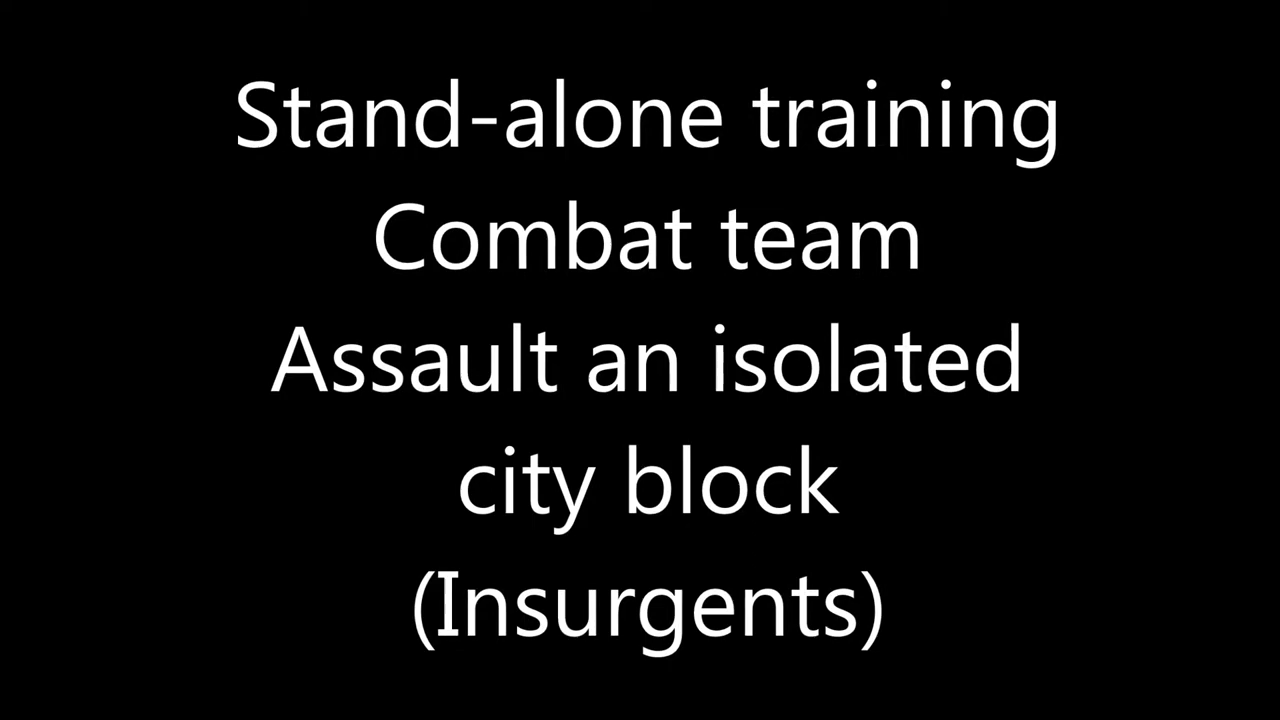 Stand-alone training
Combat team
Assault an isolated
city block
(Insurgents)